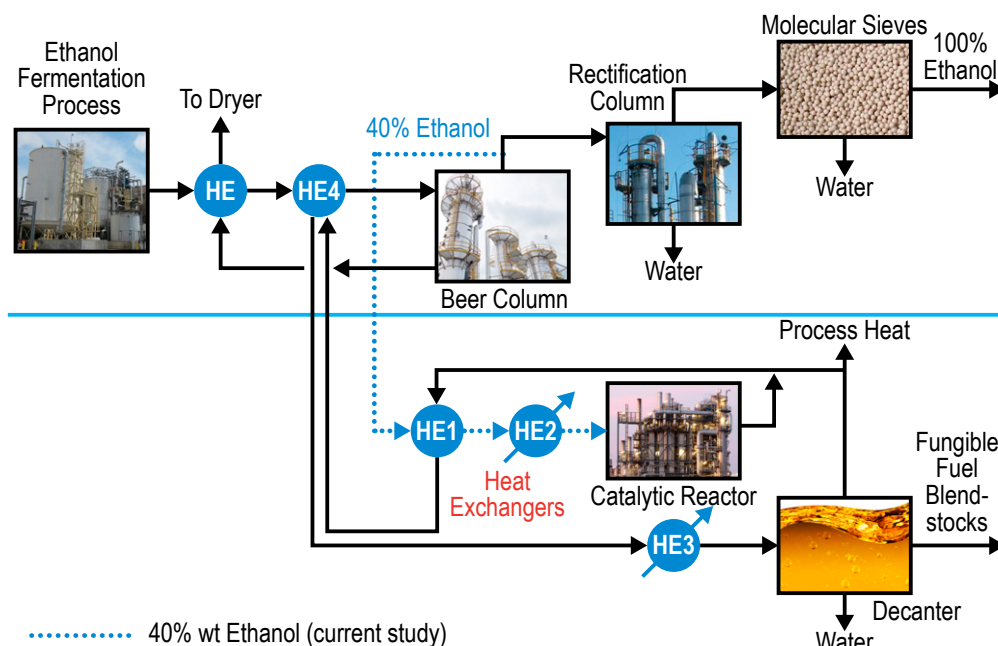 Ethanol
Fermentation
Process
To Dryer
HE
HE4
40% Ethanol
Beer Column
Rectification
Column
Water
Molecular Sieves
100%
Ethanol
Water
Process Heat
HE1
HE2
Heat
Exchangers
Catalytic Reactor
HE3
Fungible
Fuel
Blend-
stocks
Decanter
Water
40% wt Ethanol (current study)